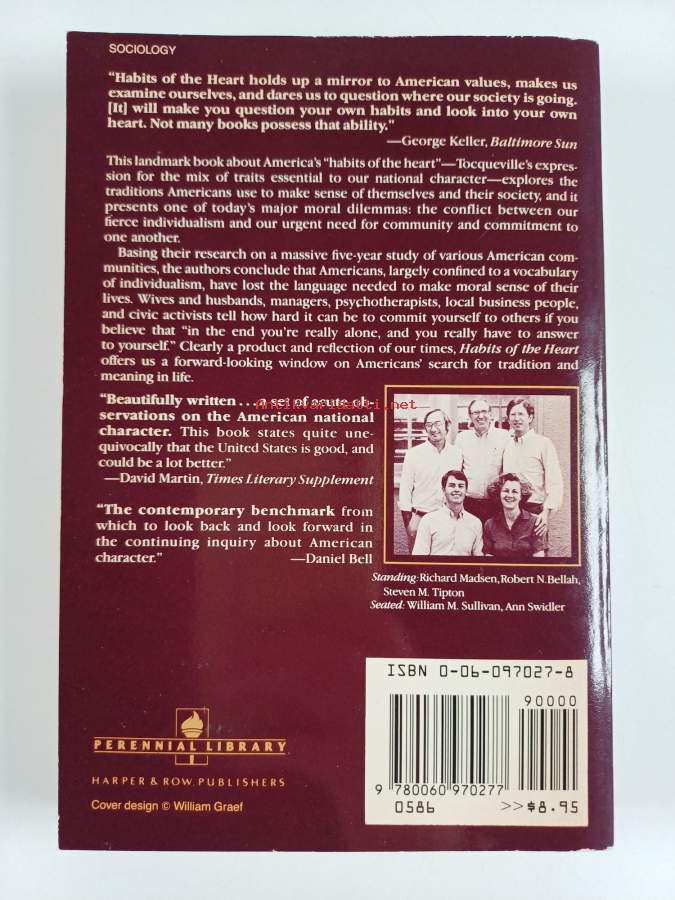 SOCIOLOGY
“Habits of the Heart holds up a mirror to American values, makes us
examine ourselves, and dares us to question where our society is going.
[It] will make you question your own habits and look into your own
heart. Not many books possess that ability.”
—George Keller, Baltimore Sun
This landmark book about America’s “habits of the heart”—Tocqueville’s expres-
sion for the mix of traits essential to our national character—explores the
traditions Americans use to make sense of themselves and their society, and it
presents one of today’s major moral dilemmas: the conflict between our
fierce individualism and our urgent need for community and commitment to
one another.
Basing their research on a massive five-year study of various American com-
munities, the authors conclude that Americans, largely confined to a vocabulary
of individualism, have lost the language needed to make moral sense of their
lives. Wives and husbands, managers, psychotherapists, local business people,
and civic activists tell how hard it can be to commit yourself to others if you
believe that “in the end you’re really alone, and you really have to answer
to yourself.” Clearly a product and reflection of our times, Habits of the Heart
offers us a forward-looking window on Americans’ search for tradition and
meaning in life.
“Beautifully written . . . a set of acute ob-
servations on the American national
character. This book states quite une-
quivocally that the United States is good, and
could be a lot better.”
—David Martin, Times Literary Supplement
“The contemporary benchmark from
which to look back and look forward in
the continuing inquiry about American
character.” —Daniel Bell
antikvariaatti.net
Standing: Richard Madsen, Robert N. Bellah,
Steven M. Tipton
Seated: William M. Sullivan, Ann Swidler
ISBN 0-06-097027-8
90000
9 780060 970277
0586 >>$8.95
PERENNIAL LIBRARY
HARPER & ROW, PUBLISHERS
Cover design © William Graef